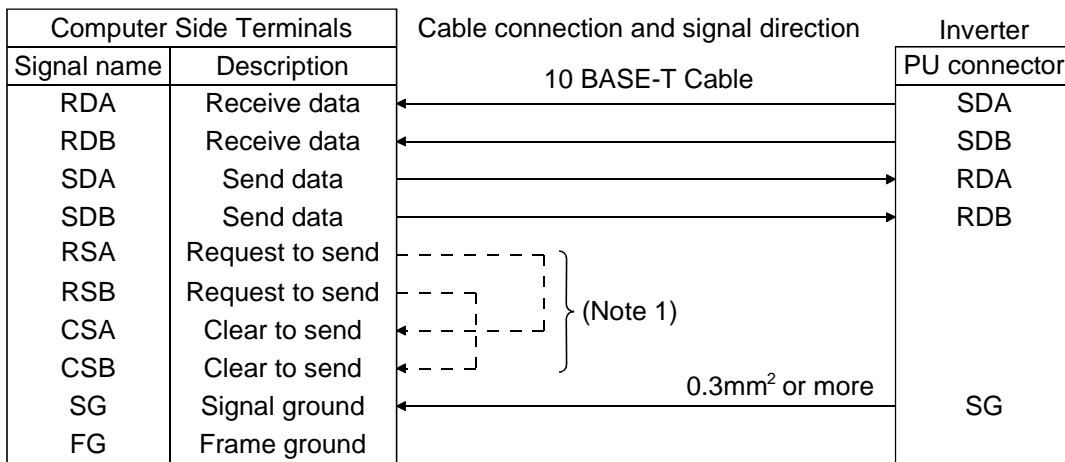 Computer Side Terminals Cable connection and signal direction Inverter
Signal name Description 10 BASE-T Cable PU connector
RDA Receive data SDA
RDB Receive data SDB
SDA Send data RDA
SDB Send data RDB
RSA Request to send
RSB Request to send (Note 1)
CSA Clear to send
CSB Clear to send
0.3mm² or more
SG Signal ground SG
FG Frame ground